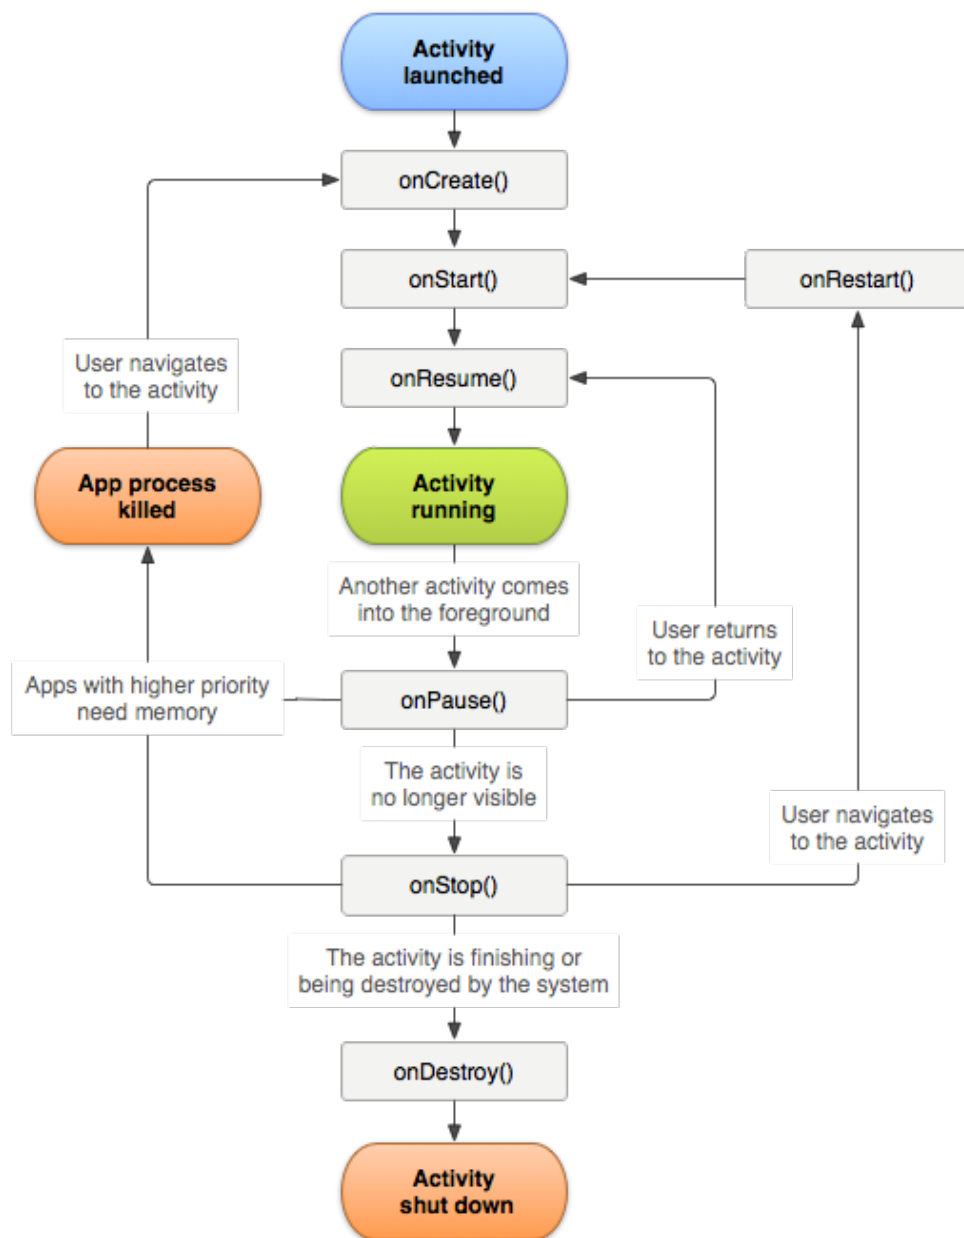 Activity
launched
onCreate()
onStart()
onRestart()
User navigates
to the activity
onResume()
App process
killed
Activity
running
Another activity comes
into the foreground
User returns
to the activity
Apps with higher priority
need memory
onPause()
The activity is
no longer visible
User navigates
to the activity
onStop()
The activity is finishing or
being destroyed by the system
onDestroy()
Activity
shut down